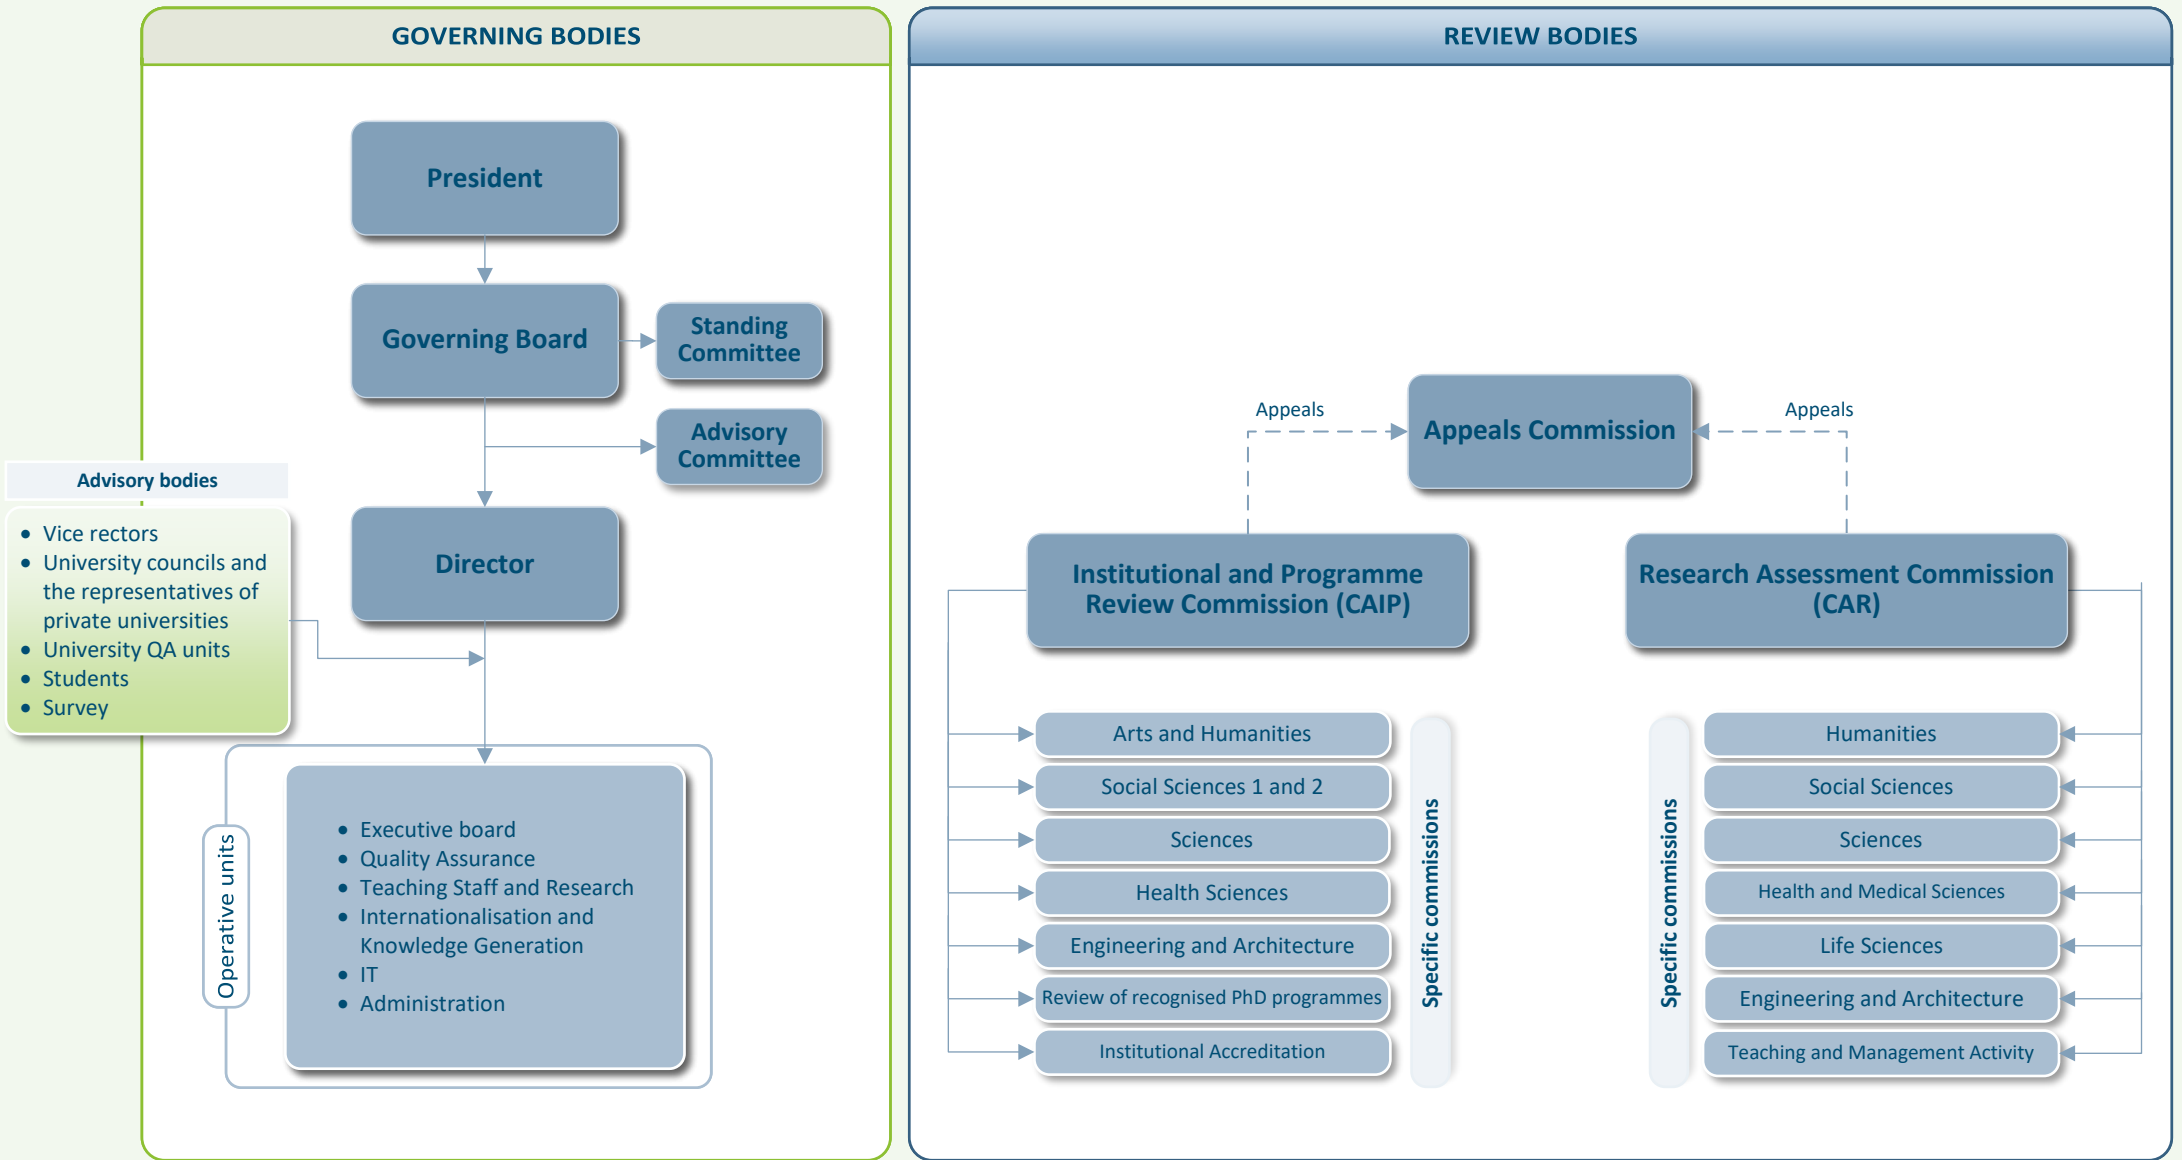 GOVERNING BODIES
President
Governing Board
Standing
Committee
Advisory
Committee
Advisory bodies
• Vice rectors
• University councils and
the representatives of
private universities
• University QA units
• Students
• Survey
Director
Operative units
• Executive board
• Quality Assurance
• Teaching Staff and Research
• Internationalisation and
Knowledge Generation
• IT
• Administration
REVIEW BODIES
Appeals
Appeals Commission
Appeals
Institutional and Programme
Review Commission (CAIP)
Research Assessment Commission
(CAR)
Arts and Humanities
Social Sciences 1 and 2
Sciences
Health Sciences
Engineering and Architecture
Review of recognised PhD programmes
Institutional Accreditation
Specific commissions
Specific commissions
Humanities
Social Sciences
Sciences
Health and Medical Sciences
Life Sciences
Engineering and Architecture
Teaching and Management Activity